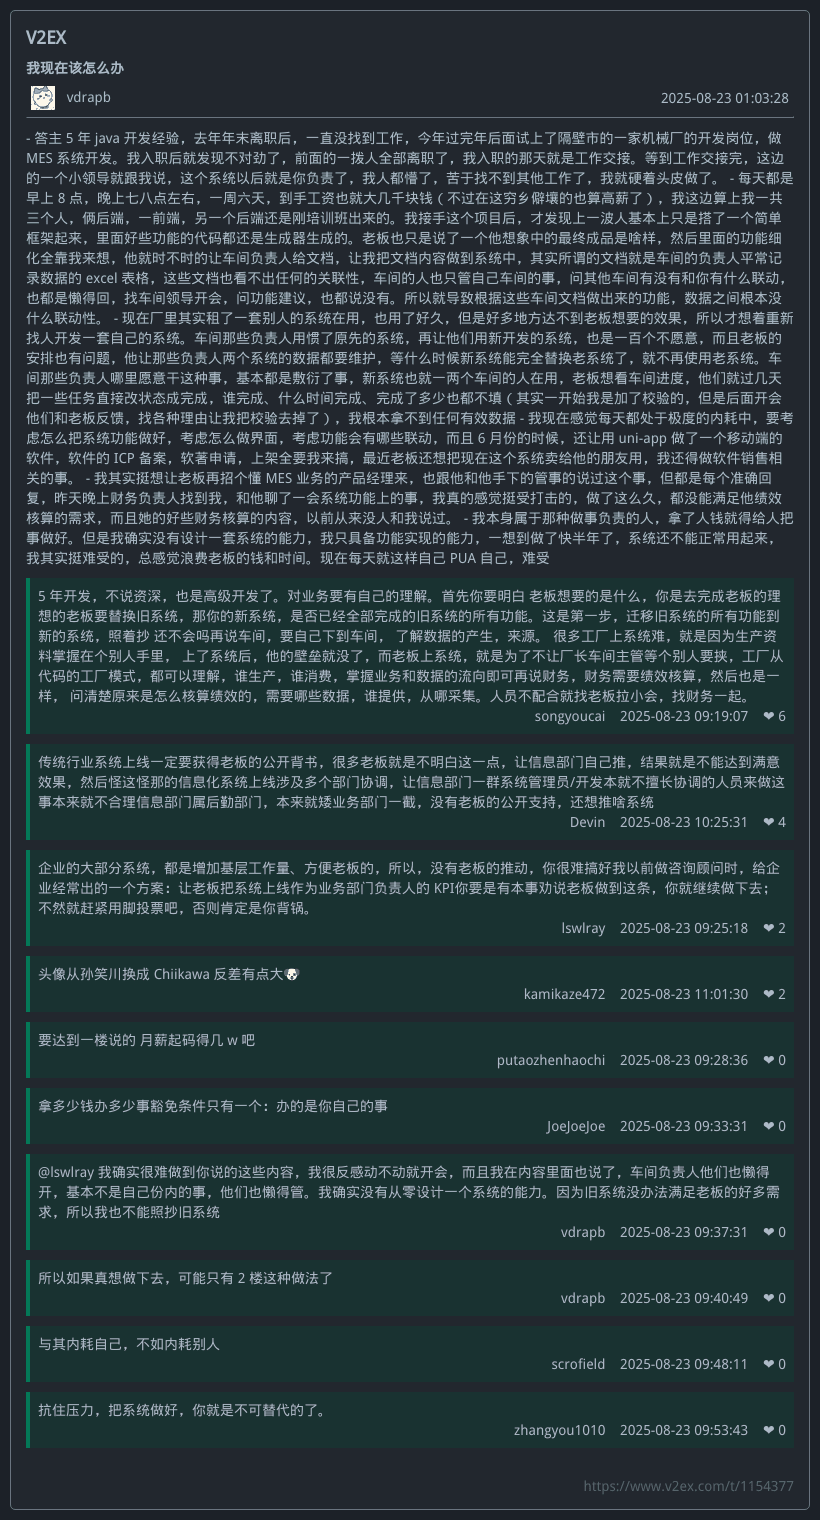 V2EX
我现在该怎么办
vdrapb 2025-08-23 01:03:28
- 答主 5 年 java 开发经验，去年年末离职后，一直没找到工作，今年过完年后面试上了隔壁市的一家机械厂的开发岗位，做
MES 系统开发。我入职后就发现不对劲了，前面的一拨人全部离职了，我入职的那天就是工作交接。等到工作交接完，这边
的一个小领导就跟我说，这个系统以后就是你负责了，我人都懵了，苦于找不到其他工作了，我就硬着头皮做了。 - 每天都是
早上 8 点，晚上七八点左右，一周六天，到手工资也就大几千块钱（不过在这穷乡僻壤的也算高薪了），我这边算上我一共
三个人，俩后端，一前端，另一个后端还是刚培训班出来的。我接手这个项目后，才发现上一波人基本上只是搭了一个简单
框架起来，里面好些功能的代码都还是生成器生成的。老板也只是说了一个他想象中的最终成品是啥样，然后里面的功能细
化全靠我来想，他就时不时的让车间负责人给文档，让我把文档内容做到系统中，其实所谓的文档就是车间的负责人平常记
录数据的 excel 表格，这些文档也看不出任何的关联性，车间的人也只管自己车间的事，问其他车间有没有和你有什么联动，
也都是懒得回，找车间领导开会，问功能建议，也都说没有。所以就导致根据这些车间文档做出来的功能，数据之间根本没
什么联动性。 - 现在厂里其实租了一套别人的系统在用，也用了好久，但是好多地方达不到老板想要的效果，所以才想着重新
找人开发一套自己的系统。车间那些负责人用惯了原先的系统，再让他们用新开发的系统，也是一百个不愿意，而且老板的
安排也有问题，他让那些负责人两个系统的数据都要维护，等什么时候新系统能完全替换老系统了，就不再使用老系统。车
间那些负责人哪里愿意干这种事，基本都是敷衍了事，新系统也就一两个车间的人在用，老板想看车间进度，他们就过几天
把一些任务直接改状态成完成，谁完成、什么时间完成、完成了多少也都不填（其实一开始我是加了校验的，但是后面开会
他们和老板反馈，找各种理由让我把校验去掉了），我根本拿不到任何有效数据 - 我现在感觉每天都处于极度的内耗中，要考
虑怎么把系统功能做好，考虑怎么做界面，考虑功能会有哪些联动，而且 6 月份的时候，还让用 uni-app 做了一个移动端的
软件，软件的 ICP 备案，软著申请，上架全要我来搞，最近老板还想把现在这个系统卖给他的朋友用，我还得做软件销售相
关的事。 - 我其实挺想让老板再招个懂 MES 业务的产品经理来，也跟他和他手下的管事的说过这个事，但都是每个准确回
复，昨天晚上财务负责人找到我，和他聊了一会系统功能上的事，我真的感觉挺受打击的，做了这么久，都没能满足他绩效
核算的需求，而且她的好些财务核算的内容，以前从来没人和我说过。 - 我本身属于那种做事负责的人，拿了人钱就得给人把
事做好。但是我确实没有设计一套系统的能力，我只具备功能实现的能力，一想到做了快半年了，系统还不能正常用起来，
我其实挺难受的，总感觉浪费老板的钱和时间。现在每天就这样自己 PUA 自己，难受
5 年开发，不说资深，也是高级开发了。对业务要有自己的理解。首先你要明白 老板想要的是什么，你是去完成老板的理
想的老板要替换旧系统，那你的新系统，是否已经全部完成的旧系统的所有功能。这是第一步，迁移旧系统的所有功能到
新的系统，照着抄 还不会吗再说车间，要自己下到车间， 了解数据的产生，来源。 很多工厂上系统难，就是因为生产资
料掌握在个别人手里， 上了系统后，他的壁垒就没了，而老板上系统，就是为了不让厂长车间主管等个别人要挟，工厂从
代码的工厂模式，都可以理解，谁生产，谁消费，掌握业务和数据的流向即可再说财务，财务需要绩效核算，然后也是一
样， 问清楚原来是怎么核算绩效的，需要哪些数据，谁提供，从哪采集。人员不配合就找老板拉小会，找财务一起。
songyoucai 2025-08-23 09:19:07 ❤ 6
传统行业系统上线一定要获得老板的公开背书，很多老板就是不明白这一点，让信息部门自己推，结果就是不能达到满意
效果，然后怪这怪那的信息化系统上线涉及多个部门协调，让信息部门一群系统管理员/开发本就不擅长协调的人员来做这
事本来就不合理信息部门属后勤部门，本来就矮业务部门一截，没有老板的公开支持，还想推啥系统
Devin 2025-08-23 10:25:31 ❤ 4
企业的大部分系统，都是增加基层工作量、方便老板的，所以，没有老板的推动，你很难搞好我以前做咨询顾问时，给企
业经常出的一个方案：让老板把系统上线作为业务部门负责人的 KPI你要是有本事劝说老板做到这条，你就继续做下去；
不然就赶紧用脚投票吧，否则肯定是你背锅。
lswlray 2025-08-23 09:25:18 ❤ 2
头像从孙笑川换成 Chiikawa 反差有点大🐶
kamikaze472 2025-08-23 11:01:30 ❤ 2
要达到一楼说的 月薪起码得几 w 吧
putaozhenhaochi 2025-08-23 09:28:36 ❤ 0
拿多少钱办多少事豁免条件只有一个：办的是你自己的事
JoeJoeJoe 2025-08-23 09:33:31 ❤ 0
@lswlray 我确实很难做到你说的这些内容，我很反感动不动就开会，而且我在内容里面也说了，车间负责人他们也懒得
开，基本不是自己份内的事，他们也懒得管。我确实没有从零设计一个系统的能力。因为旧系统没办法满足老板的好多需
求，所以我也不能照抄旧系统
vdrapb 2025-08-23 09:37:31 ❤ 0
所以如果真想做下去，可能只有 2 楼这种做法了
vdrapb 2025-08-23 09:40:49 ❤ 0
与其内耗自己，不如内耗别人
scrofield 2025-08-23 09:48:11 ❤ 0
抗住压力，把系统做好，你就是不可替代的了。
zhangyou1010 2025-08-23 09:53:43 ❤ 0
https://www.v2ex.com/t/1154377